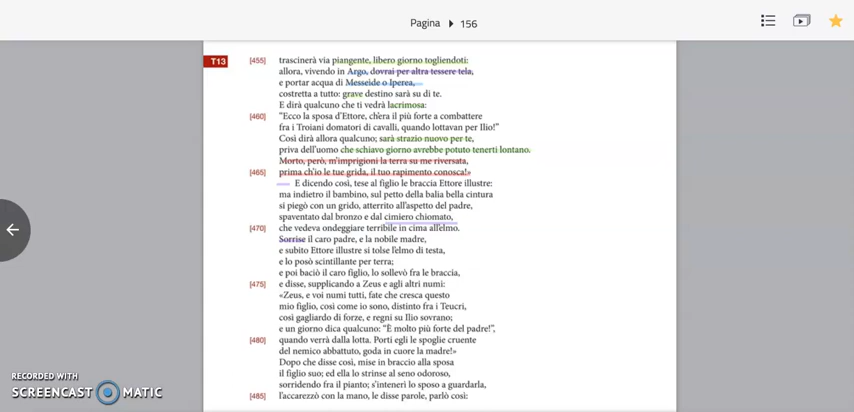 Pagina 156
T13
[455] trascinerà via piangente, libero giorno togliendoti:
allora, vivendo in Argo, dovrai per altra tessere tela,
e portar acqua di Messeide o Iperea,
costretta a tutto: grave destino sarà su di te.
E dirà qualcuno che ti vedrà lacrimosa:
[460] "Ecco la sposa d'Ettore, ch'era il più forte a combattere
fra i Troiani domatori di cavalli, quando lottavan per Ilio!"
Così dirà allora qualcuno; sarà strazio nuovo per te,
priva dell'uomo che schiavo giorno avrebbe potuto tenerti lontano.
Morto, però, m'imprigioni la terra su me riversata,
[465] prima ch'io le tue grida, il tuo rapimento conosca!»
E dicendo così, tese al figlio le braccia Ettore illustre:
ma indietro il bambino, sul petto della balia bella cintura
si piegò con un grido, atterrito all'aspetto del padre,
spaventato dal bronzo e dal cimiero chiomato,
[470] che vedeva ondeggiare terribile in cima all'elmo.
Sorrise il caro padre, e la nobile madre,
e subito Ettore illustre si tolse l'elmo di testa,
e lo posò scintillante per terra;
e poi baciò il caro figlio, lo sollevò fra le braccia,
[475] e disse, supplicando a Zeus e agli altri numi:
«Zeus, e voi numi tutti, fate che cresca questo
mio figlio, così come io sono, distinto fra i Teucri,
così gagliardo di forze, e regni su Ilio sovrano;
e un giorno dica qualcuno: "È molto più forte del padre!",
[480] quando verrà dalla lotta. Porti egli le spoglie cruente
del nemico abbattuto, goda in cuore la madre!»
Dopo che disse così, mise in braccio alla sposa
il figlio suo; ed ella lo strinse al seno odoroso,
sorridendo fra il pianto; s'intenerì lo sposo a guardarla,
[485] l'accarezzò con la mano, le disse parole, parlò così:
RECORDED WITH
SCREENCAST MATIC